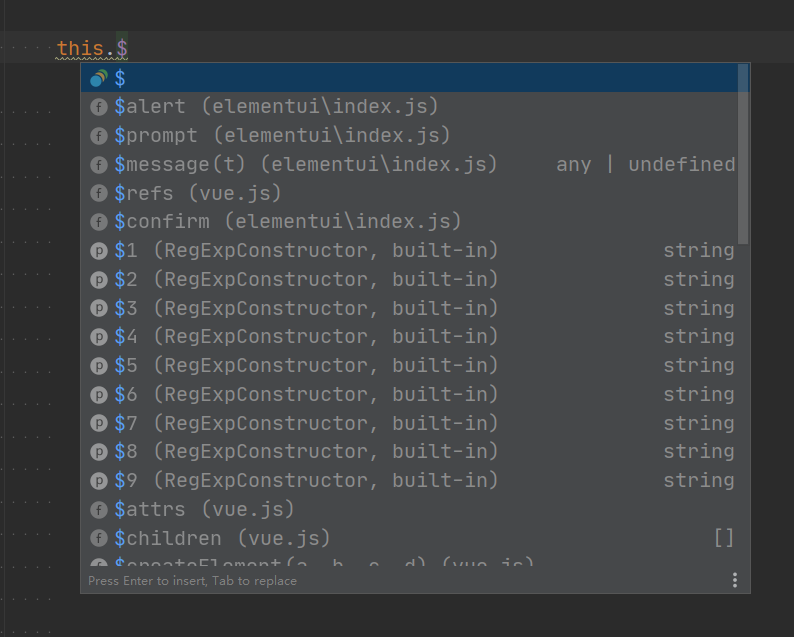 this.$
$
$alert (elementui\index.js)
$prompt (elementui\index.js)
$message(t) (elementui\index.js) any | undefined
$refs (vue.js)
$confirm (elementui\index.js)
$1 (RegExpConstructor, built-in) string
$2 (RegExpConstructor, built-in) string
$3 (RegExpConstructor, built-in) string
$4 (RegExpConstructor, built-in) string
$5 (RegExpConstructor, built-in) string
$6 (RegExpConstructor, built-in) string
$7 (RegExpConstructor, built-in) string
$8 (RegExpConstructor, built-in) string
$9 (RegExpConstructor, built-in) string
$attrs (vue.js)
$children (vue.js) []
$createElement(a, b, c, d) (vue.js)
Press Enter to insert, Tab to replace